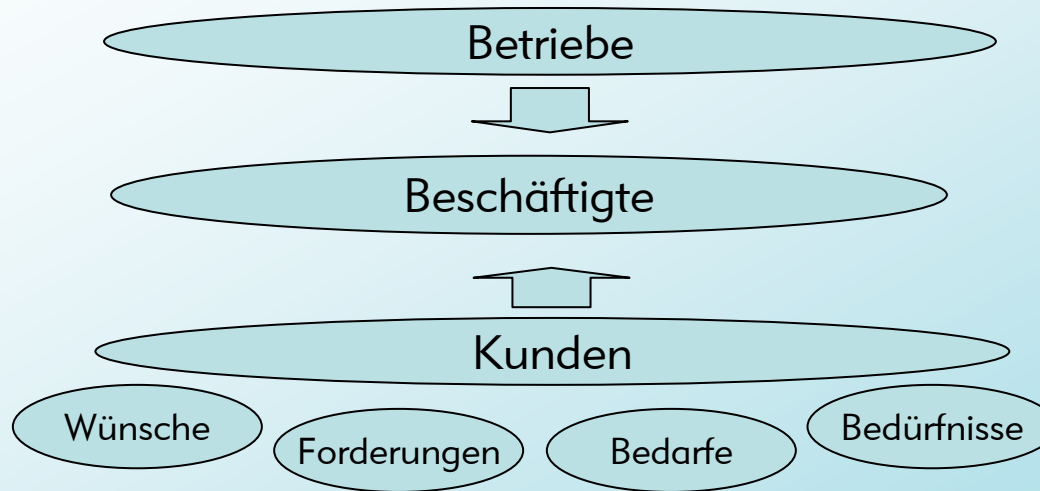 Betriebe
Beschäftigte
Kunden
Wünsche
Forderungen
Bedarfe
Bedürfnisse